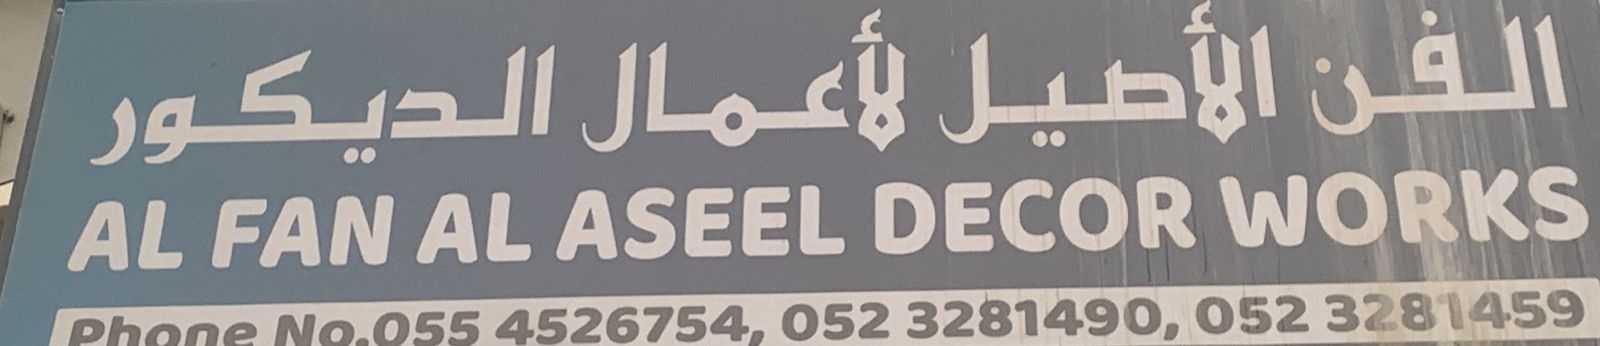 الفن الأصيل لأعمال الديكور
AL FAN AL ASEEL DECOR WORKS
Phone No.055 4526754, 052 3281490, 052 3281459